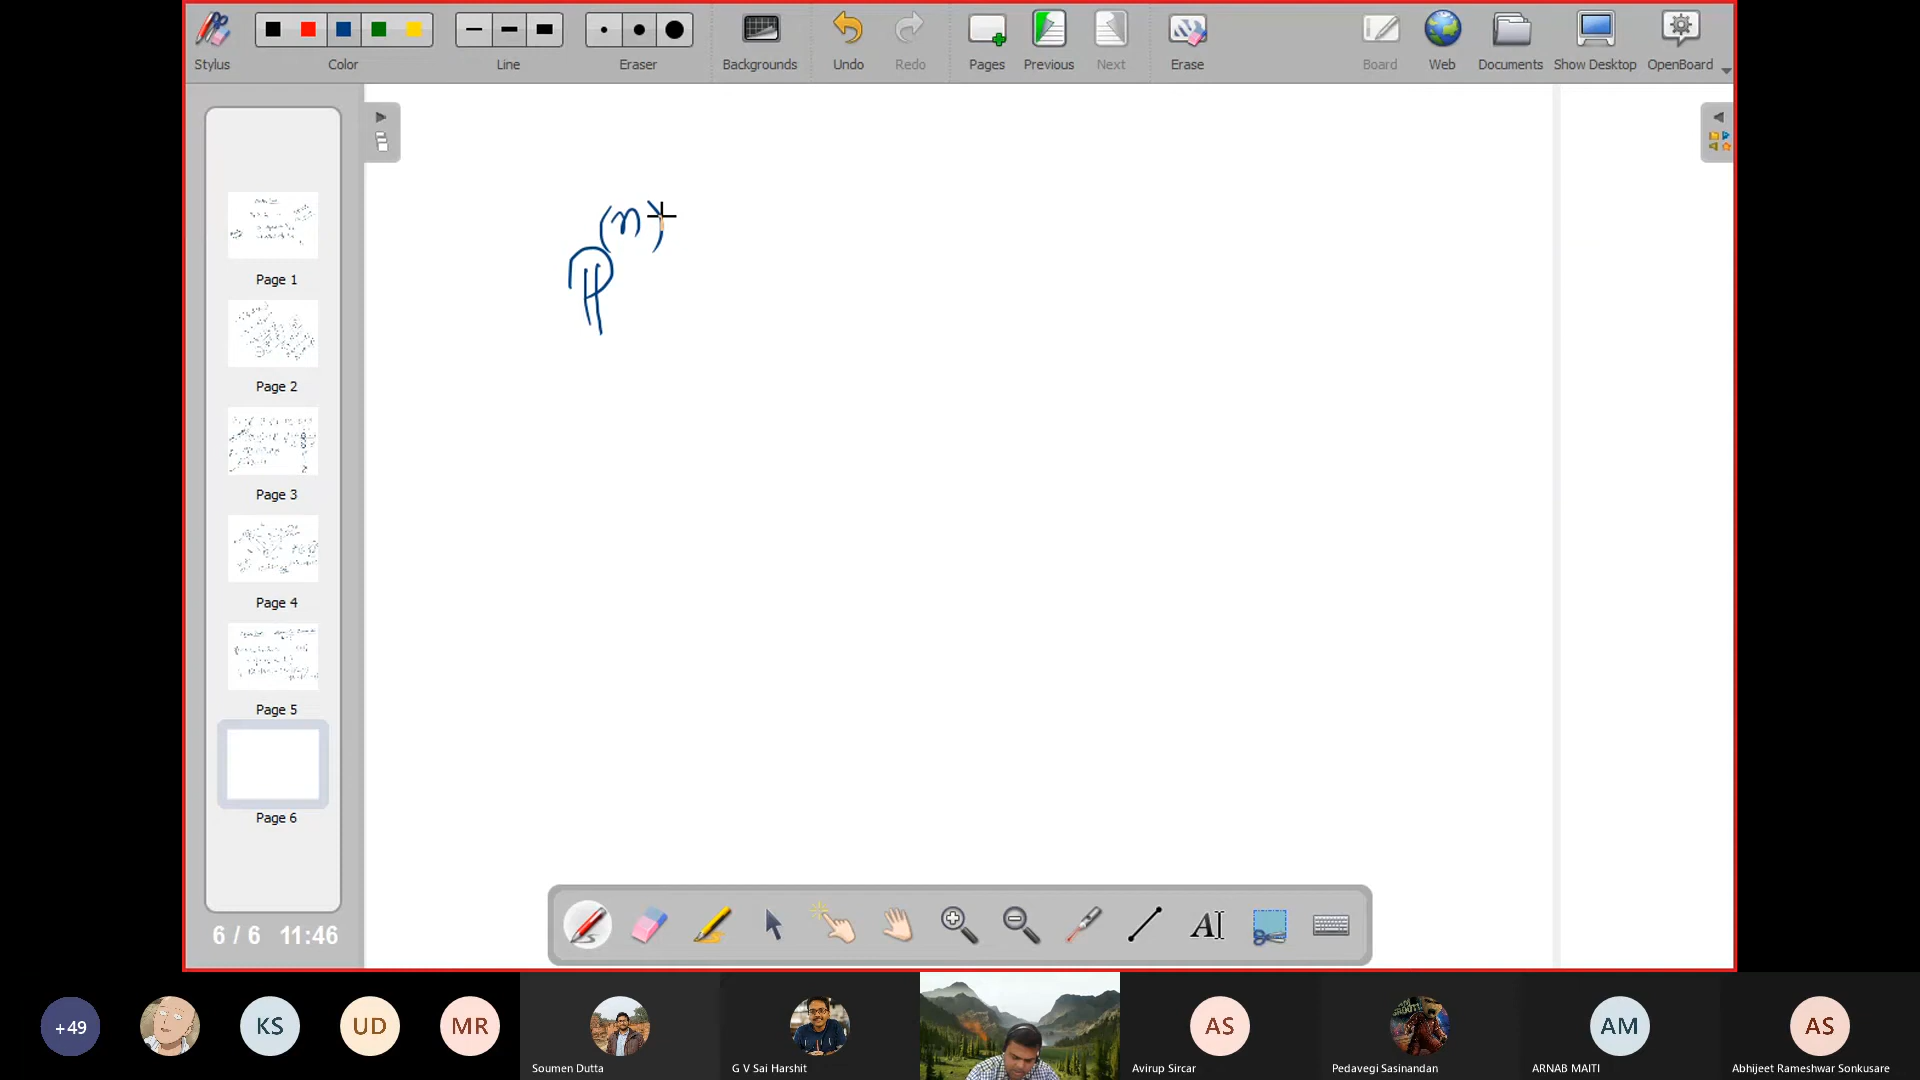 Stylus
Color
Line
Eraser
Backgrounds
Undo
Redo
Pages
Previous
Next
Erase
Board
Web
Documents
Show Desktop
OpenBoard
ℙ⁽ⁿ⁾
Page 1
Page 2
Page 3
Page 4
Page 5
Page 6
6 / 6 11:46
+49
KS
UD
MR
Soumen Dutta
G V Sai Harshit
AS
Avirup Sircar
Pedavegi Sasinandan
AM
ARNAB MAITI
AS
Abhijeet Rameshwar Sonkusare